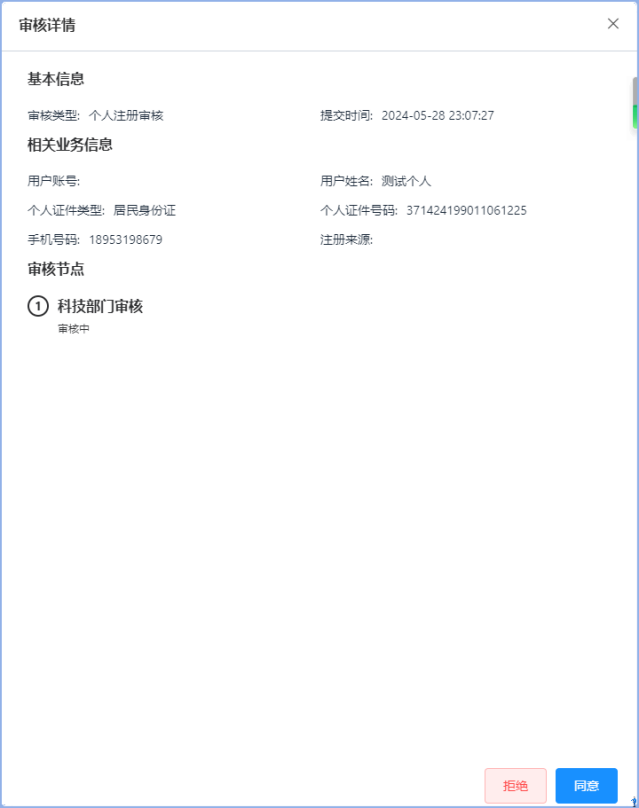 审核详情
基本信息
审核类型: 个人注册审核 提交时间: 2024-05-28 23:07:27
相关业务信息
用户账号: 用户姓名: 测试个人
个人证件类型: 居民身份证 个人证件号码: 371424199011061225
手机号码: 18953198679 注册来源:
审核节点
1 科技部门审核
审核中
拒绝 同意